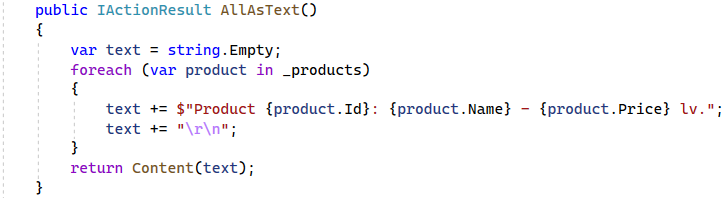 public IActionResult AllAsText()
{
    var text = string.Empty;
    foreach (var product in _products)
    {
        text += $"Product {product.Id}: {product.Name} - {product.Price} lv.";
        text += "\r\n";
    }
    return Content(text);
}